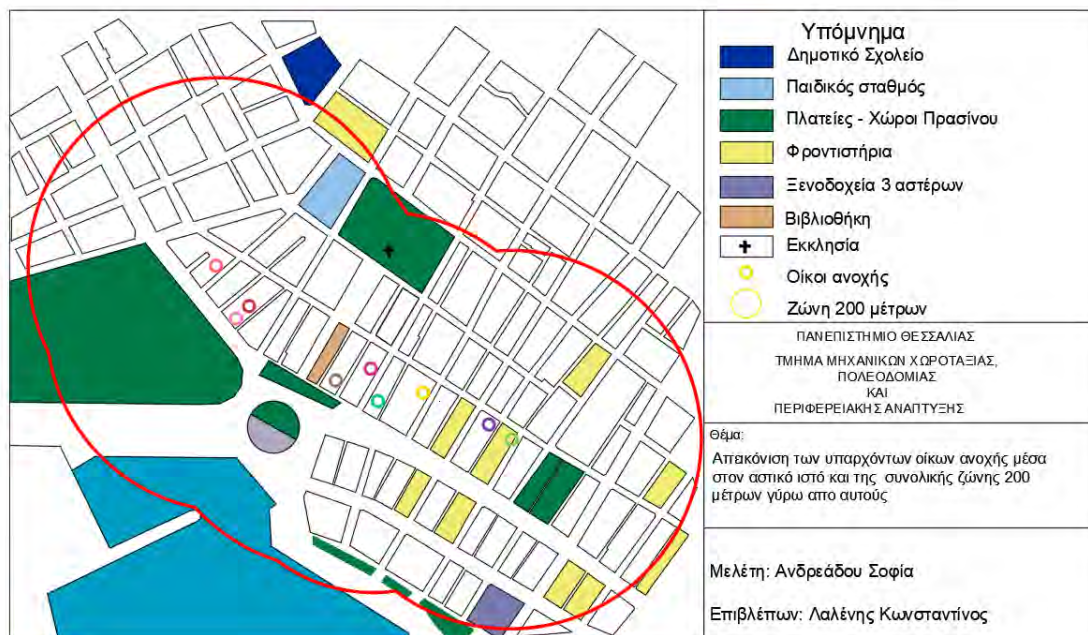 Υπόμνημα
Δημοτικό Σχολείο
Παιδικός σταθμός
Πλατείες - Χώροι Πρασίνου
Φροντιστήρια
Ξενοδοχεία 3 αστέρων
Βιβλιοθήκη
Εκκλησία
Οίκοι ανοχής
Ζώνη 200 μέτρων
ΠΑΝΕΠΙΣΤΗΜΙΟ ΘΕΣΣΑΛΙΑΣ
ΤΜΗΜΑ ΜΗΧΑΝΙΚΩΝ ΧΩΡΟΤΑΞΙΑΣ,
ΠΟΛΕΟΔΟΜΙΑΣ
ΚΑΙ
ΠΕΡΙΦΕΡΕΙΑΚΗΣ ΑΝΑΠΤΥΞΗΣ
Θέμα:
Απεικόνιση των υπαρχόντων οίκων ανοχής μέσα
στον αστικό ιστό και της συνολικής ζώνης 200
μέτρων γύρω απο αυτούς
Μελέτη: Ανδρεάδου Σοφία
Επιβλέπων: Λαλένης Κωνσταντίνος